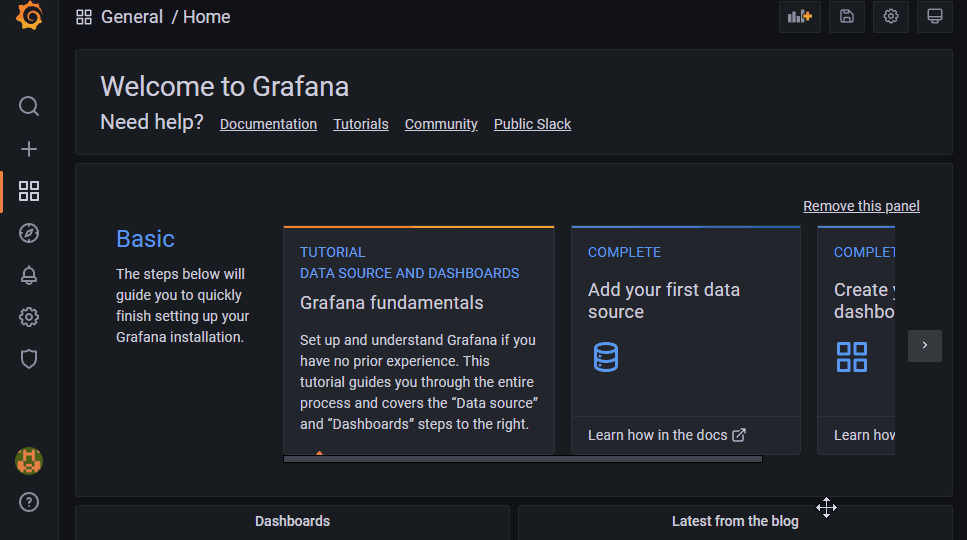 General / Home
Welcome to Grafana
Need help? Documentation Tutorials Community Public Slack
Remove this panel
Basic
The steps below will
guide you to quickly
finish setting up your
Grafana installation.
TUTORIAL
DATA SOURCE AND DASHBOARDS
Grafana fundamentals
Set up and understand Grafana if you
have no prior experience. This
tutorial guides you through the entire
process and covers the “Data source”
and “Dashboards” steps to the right.
COMPLETE
Add your first data
source
Learn how in the docs
COMPLET
Create
dashbo
Learn how
Dashboards
Latest from the blog